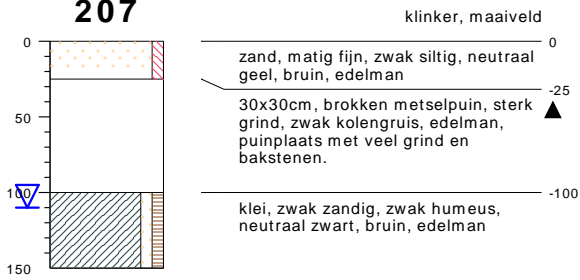 207
klinker, maaiveld
0
0
zand, matig fijn, zwak siltig, neutraal
geel, bruin, edelman
-25
30x30cm, brokken metselpuin, sterk
grind, zwak kolengruis, edelman,
puinplaats met veel grind en
bakstenen.
50
100
-100
klei, zwak zandig, zwak humeus,
neutraal zwart, bruin, edelman
150